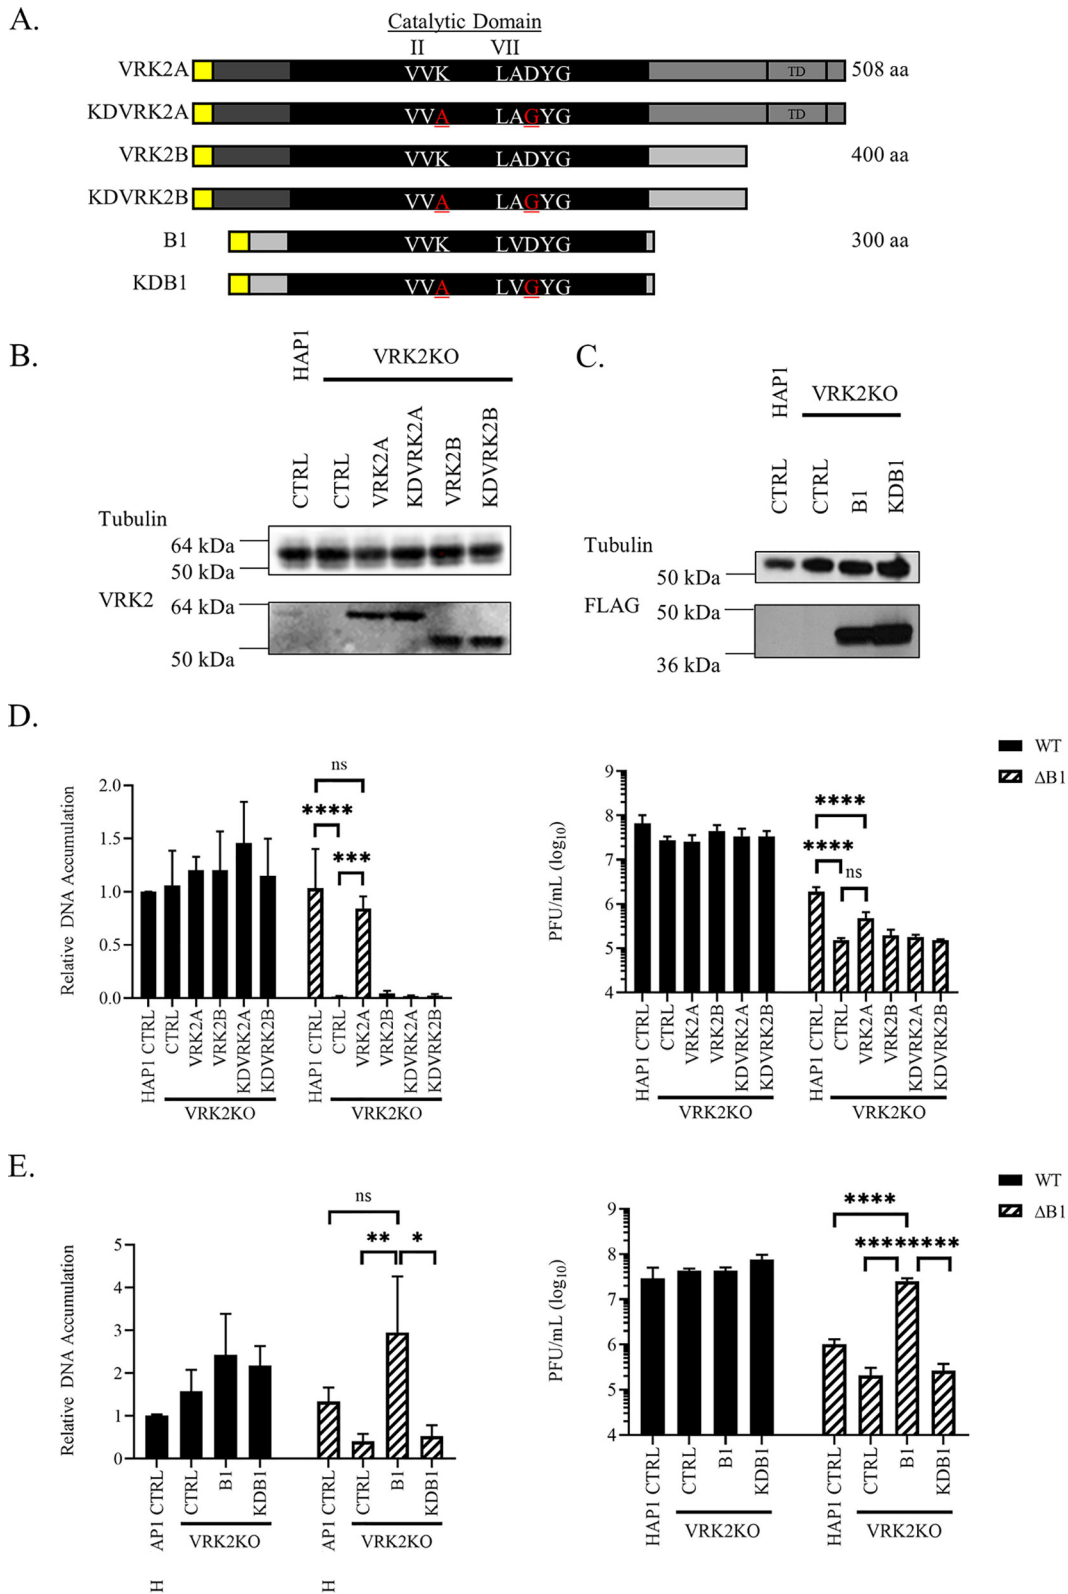 A.
Catalytic Domain
II VII
VRK2A VVK LADYG TD 508 aa
KDVRK2A VVA LAGYG TD
VRK2B VVK LADYG 400 aa
KDVRK2B VVA LAGYG
B1 VVK LVDYG 300 aa
KDB1 VVA LVGYG
B.
HAP1
VRK2KO
CTRL CTRL VRK2A KDVRK2A VRK2B KDVRK2B
Tubulin
64 kDa
50 kDa
VRK2
64 kDa
50 kDa
C.
HAP1
VRK2KO
CTRL CTRL B1 KDB1
Tubulin
50 kDa
FLAG
50 kDa
36 kDa
D.
Relative DNA Accumulation
2.0
1.5
1.0
0.5
0.0
ns
****
***
HAP1 CTRL CTRL VRK2A VRK2B KDVRK2A KDVRK2B HAP1 CTRL CTRL VRK2A VRK2B KDVRK2A KDVRK2B
VRK2KO VRK2KO
PFU/mL (log10)
9
8
7
6
5
4
****
****
ns
HAP1 CTRL CTRL VRK2A VRK2B KDVRK2A KDVRK2B HAP1 CTRL CTRL VRK2A VRK2B KDVRK2A KDVRK2B
VRK2KO VRK2KO
WT
ΔB1
E.
Relative DNA Accumulation
5
4
3
2
1
0
ns
** *
H AP1 CTRL CTRL B1 KDB1 H AP1 CTRL CTRL B1 KDB1
VRK2KO VRK2KO
PFU/mL (log10)
9
8
7
6
5
4
****
********
HAP1 CTRL CTRL B1 KDB1 HAP1 CTRL CTRL B1 KDB1
VRK2KO VRK2KO
WT
ΔB1